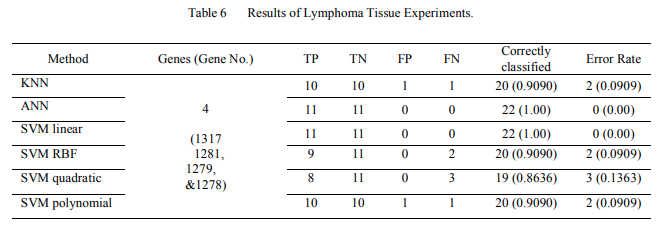 Table 6 Results of Lymphoma Tissue Experiments.
Method Genes (Gene No.) TP TN FP FN Correctly classified Error Rate
KNN 10 10 1 1 20 (0.9090) 2 (0.0909)
ANN 4 11 11 0 0 22 (1.00) 0 (0.00)
SVM linear (1317 11 11 0 0 22 (1.00) 0 (0.00)
SVM RBF 1281, 9 11 0 2 20 (0.9090) 2 (0.0909)
SVM quadratic 1279, &1278) 8 11 0 3 19 (0.8636) 3 (0.1363)
SVM polynomial 10 10 1 1 20 (0.9090) 2 (0.0909)